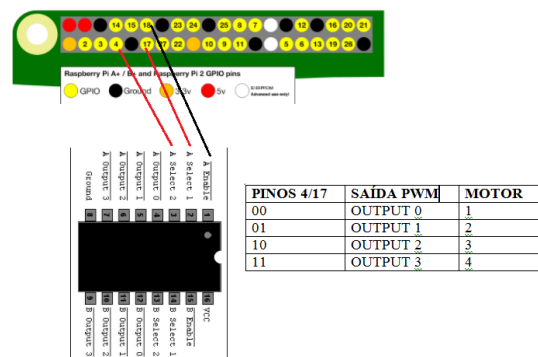 14 15 18 23 24 25 8 7 12 16 20 21
2 3 4 17 27 22 10 9 11 5 6 13 19 26
Raspberry Pi A+ / B+ and Raspberry Pi 2 GPIO pins
GPIO Ground 3.3v 5v
Advanced use only!
Ground
A Output 3
A Output 2
A Output 1
A Output 0
A Select 2
A Select 1
A Enable
8 7 6 5 4 3 2 1
9 10 11 12 13 14 15 16
B Output 3
B Output 2
B Output 1
B Output 0
B Select 2
B Select 1
B Enable
VCC
PINOS 4/17 SAÍDA PWM MOTOR
00 OUTPUT 0 1
01 OUTPUT 1 2
10 OUTPUT 2 3
11 OUTPUT 3 4